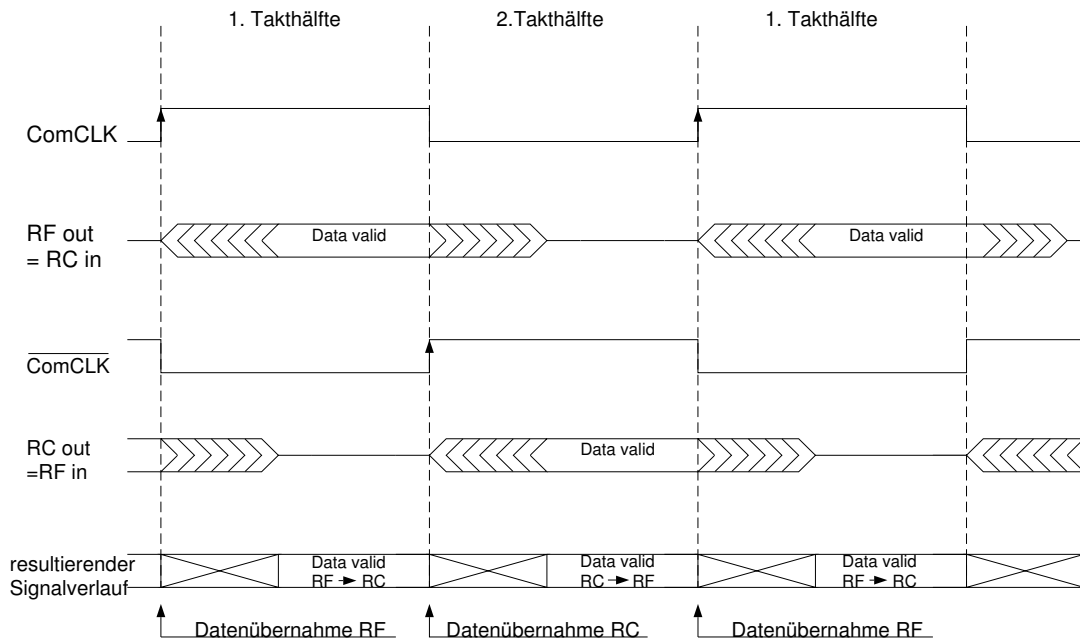 1. Takthälfte 2.Takthälfte 1. Takthälfte
ComCLK
RF out
= RC in
Data valid Data valid
ComCLK
RC out
=RF in
Data valid
resultierender
Signalverlauf
Data valid
RF → RC
Data valid
RC → RF
Data valid
RF → RC
Datenübernahme RF Datenübernahme RC Datenübernahme RF